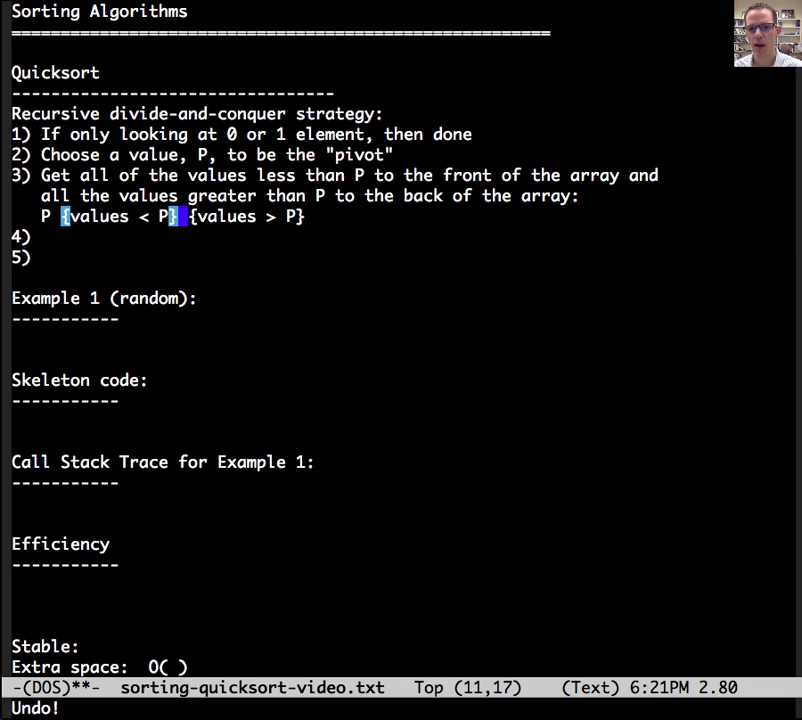 Sorting Algorithms
=======================================================
Quicksort
---------------------------------
Recursive divide-and-conquer strategy:
1) If only looking at 0 or 1 element, then done
2) Choose a value, P, to be the "pivot"
3) Get all of the values less than P to the front of the array and
all the values greater than P to the back of the array:
P {values < P} {values > P}
4)
5)
Example 1 (random):
-----------
Skeleton code:
-----------
Call Stack Trace for Example 1:
-----------
Efficiency
-----------
Stable:
Extra space:  O( )
-(DOS)**-  sorting-quicksort-video.txt   Top (11,17)    (Text) 6:21PM 2.80
Undo!